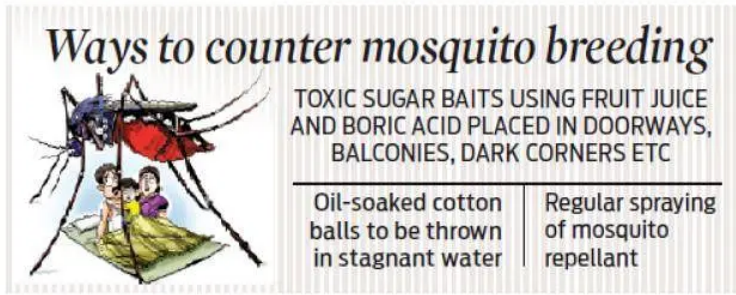 Ways to counter mosquito breeding
TOXIC SUGAR BAITS USING FRUIT JUICE
AND BORIC ACID PLACED IN DOORWAYS,
BALCONIES, DARK CORNERS ETC
Oil-soaked cotton
balls to be thrown
in stagnant water
Regular spraying
of mosquito
repellant